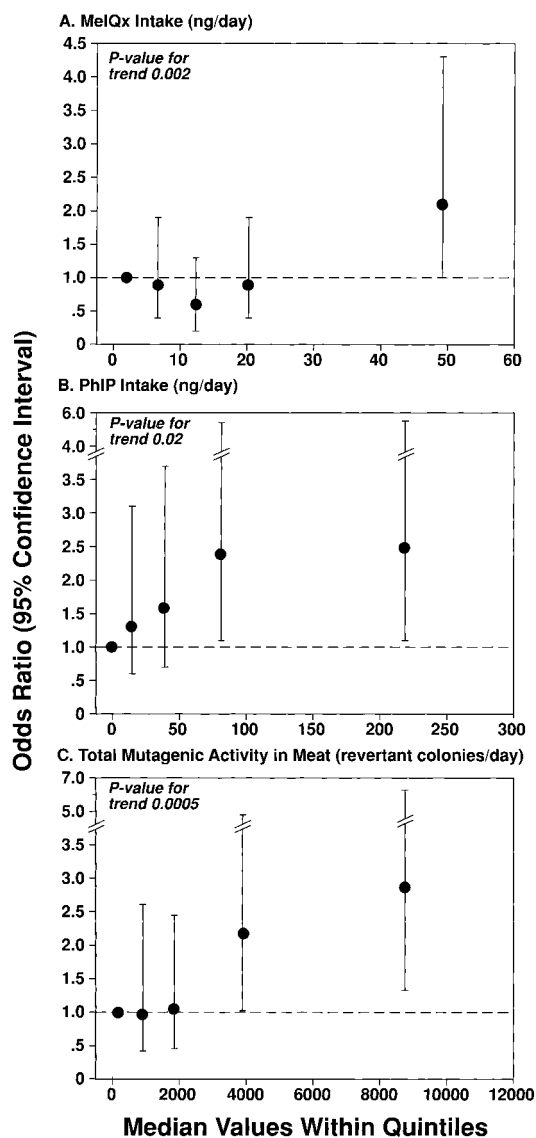 A. MeIQx Intake (ng/day)
P-value for
trend 0.002
4.5
4.0
3.5
3.0
2.5
2.0
1.5
1.0
.5
0
0 10 20 30 40 50 60
B. PhIP Intake (ng/day)
P-value for
trend 0.02
6.0
4.0
3.0
2.5
2.0
1.5
1.0
.5
0
0 50 100 150 200 250 300
C. Total Mutagenic Activity in Meat (revertant colonies/day)
P-value for
trend 0.0005
7.0
5.0
3.0
2.5
2.0
1.5
1.0
.5
0
0 2000 4000 6000 8000 10000 12000
Odds Ratio (95% Confidence Interval)
Median Values Within Quintiles